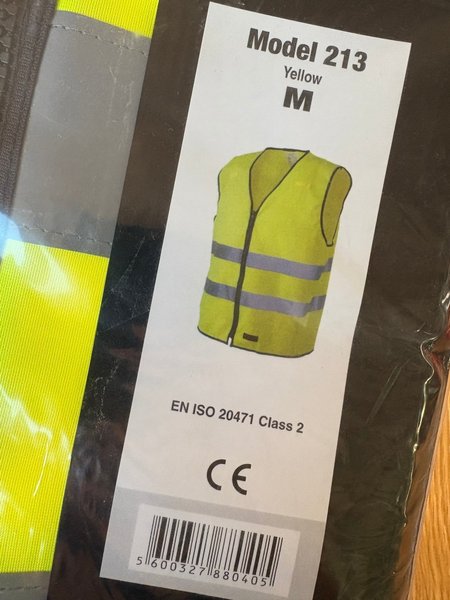 Model 213
Yellow
M
EN ISO 20471 Class 2
CE
5 600327 880405